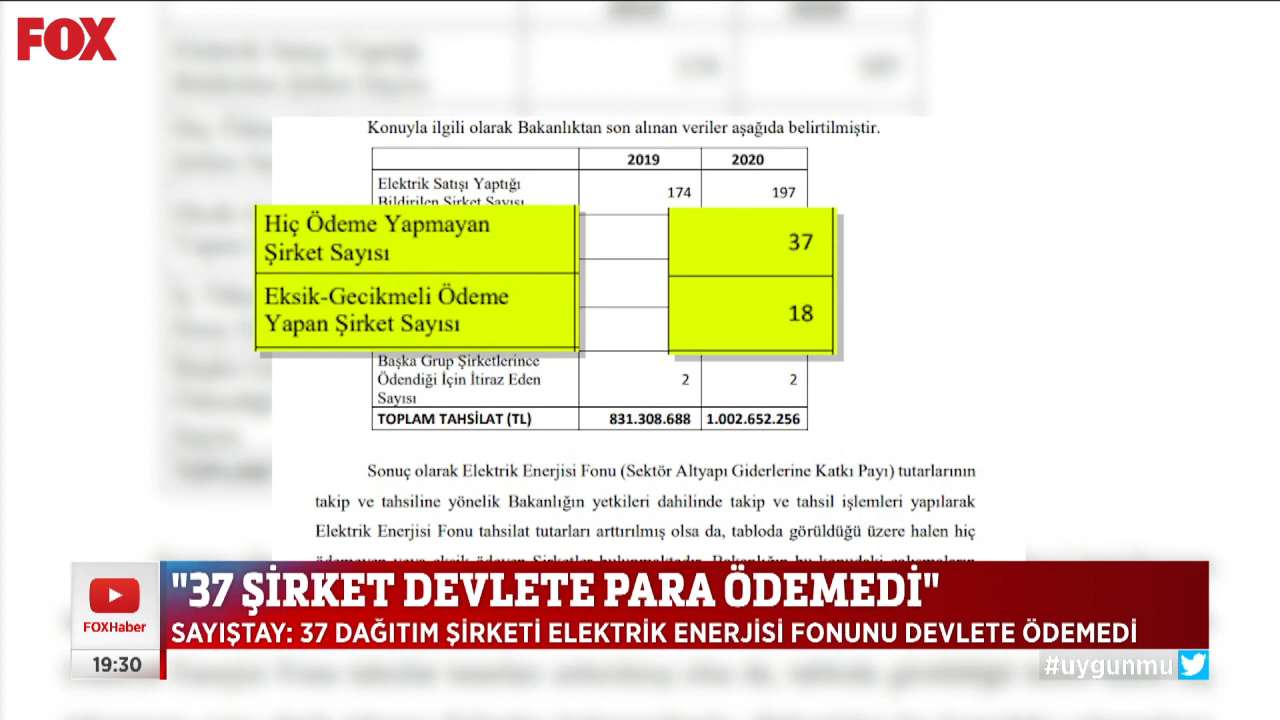 FOX
Konuyla ilgili olarak Bakanlıktan son alınan veriler aşağıda belirtilmiştir.
2019 2020
Elektrik Satışı Yaptığı
Bildirilen Şirket Sayısı 174 197
Hiç Ödeme Yapmayan
Şirket Sayısı 37
Eksik-Gecikmeli Ödeme
Yapan Şirket Sayısı 18
Başka Grup Şirketlerince
Ödendiği İçin İtiraz Eden 2 2
Sayısı
TOPLAM TAHSİLAT (TL) 831.308.688 1.002.652.256
Sonuç olarak Elektrik Enerjisi Fonu (Sektör Altyapı Giderlerine Katkı Payı) tutarlarının
takip ve tahsiline yönelik Bakanlığın yetkileri dahilinde takip ve tahsil işlemleri yapılarak
Elektrik Enerjisi Fonu tahsilat tutarları arttırılmış olsa da, tabloda görüldüğü üzere halen hiç
"37 ŞİRKET DEVLETE PARA ÖDEMEDİ"
SAYIŞTAY: 37 DAĞITIM ŞİRKETİ ELEKTRİK ENERJİSİ FONUNU DEVLETE ÖDEMEDİ
FOXHaber
19:30
#uygunmu